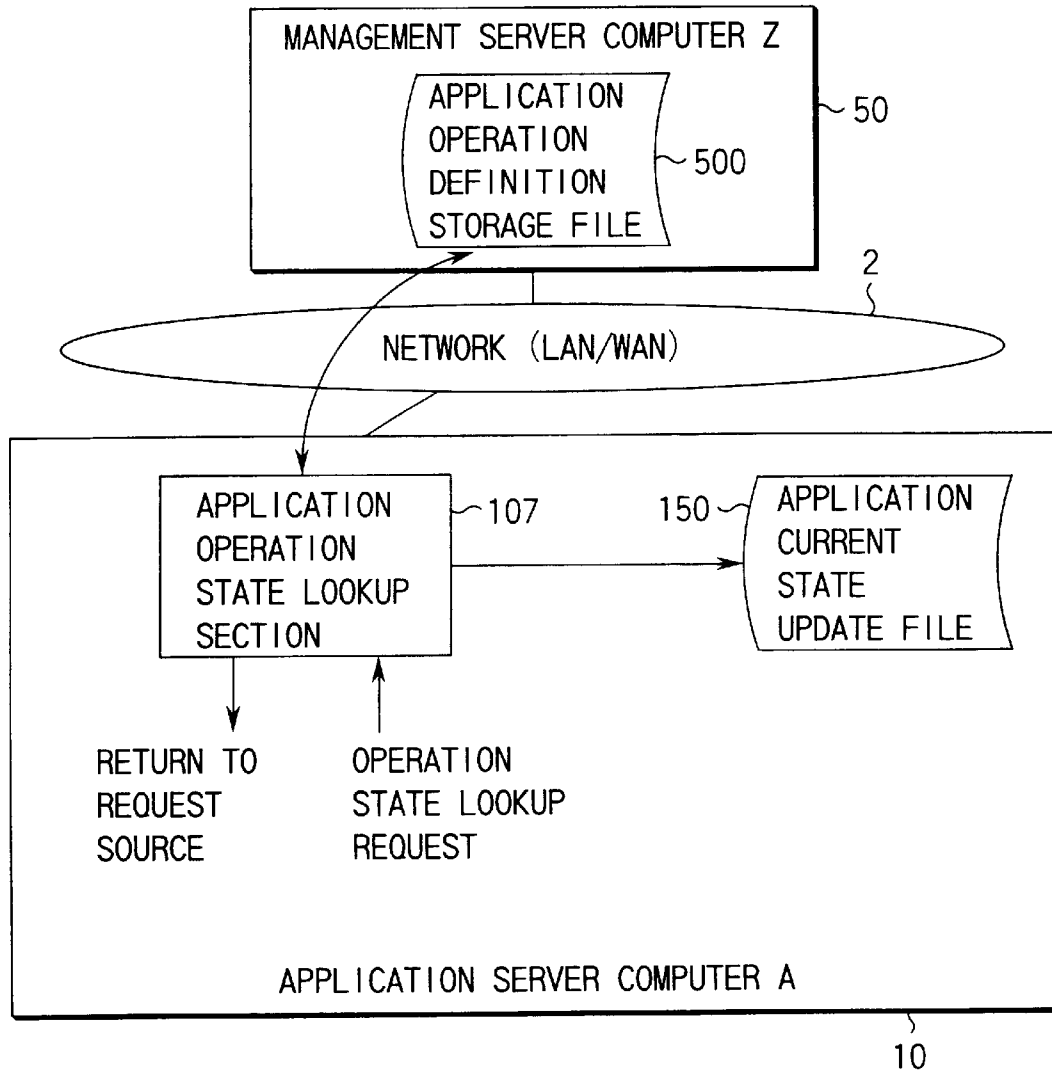 MANAGEMENT SERVER COMPUTER Z
APPLICATION
OPERATION
DEFINITION
STORAGE FILE
50
500
2
NETWORK (LAN/WAN)
APPLICATION
OPERATION
STATE LOOKUP
SECTION
107
150
APPLICATION
CURRENT
STATE
UPDATE FILE
RETURN TO
REQUEST
SOURCE
OPERATION
STATE LOOKUP
REQUEST
APPLICATION SERVER COMPUTER A
10